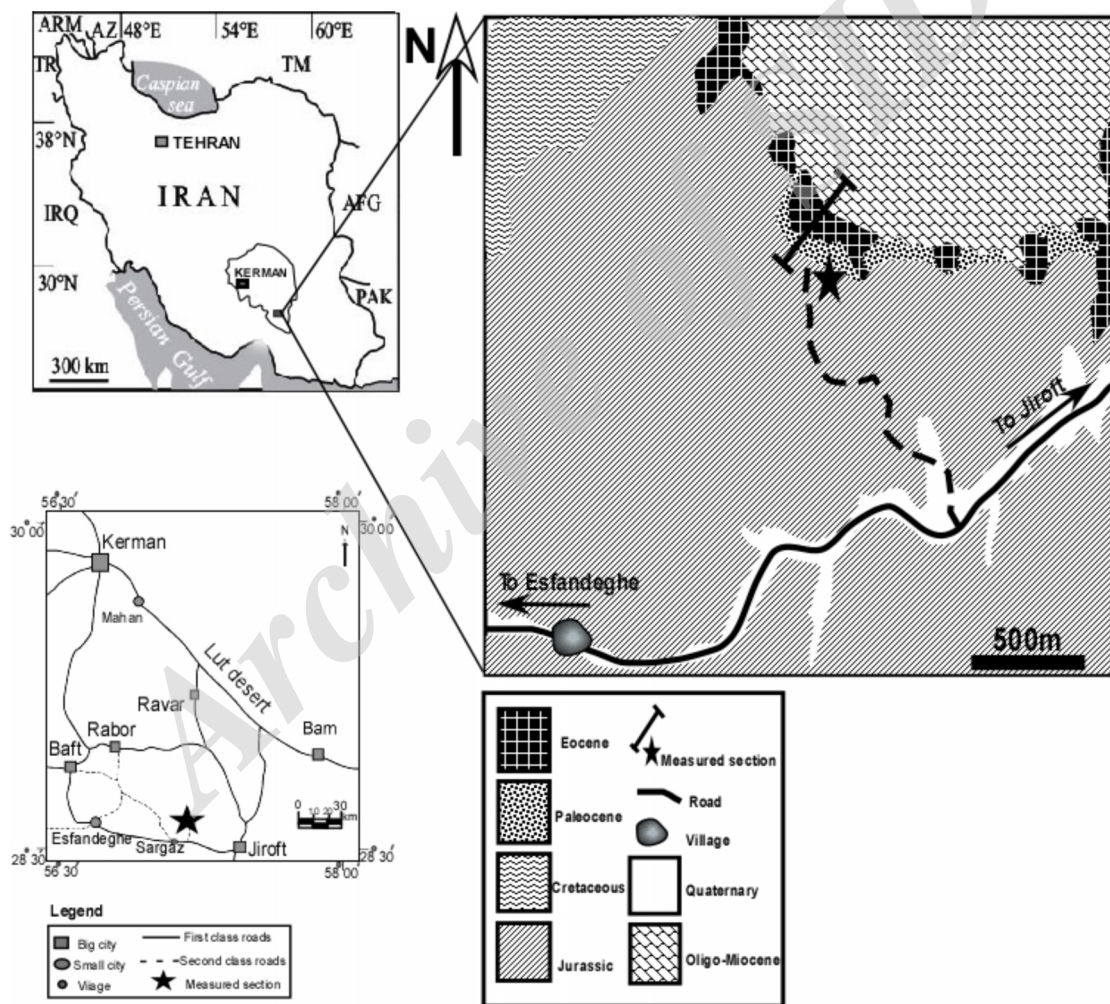 ARM
AZ
48°E
54°E
60°E
TR
TM
Caspian
sea
38°N
TEHRAN
IRAN
IRQ
AFG
KERMAN
30°N
PAK
Persian Gulf
300 km
N
To Jiroft
To Esfandeghe
500m
56°30'
58°00'
30°00'
30°00'
Kerman
N
Mahan
Lut desert
Ravar
Rabor
Bam
Baft
0 10 20 30
km
Esfandeghe
Sargaz
Jiroft
28°30'
28°30'
56°30'
58°00'
Legend
Big city
First class roads
Small city
Second class roads
Vilage
Measured section
Eocene
Measured section
Paleocene
Road
Village
Cretaceous
Quaternary
Jurassic
Oligo-Miocene
Archive of SID